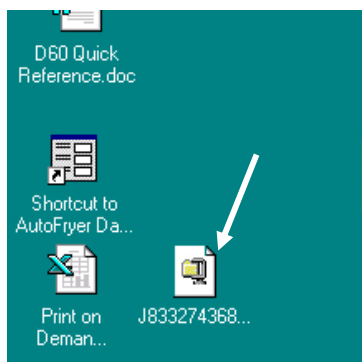 D60 Quick
Reference.doc
Shortcut to
AutoFryer Da...
Print on
Deman...
J833274368...